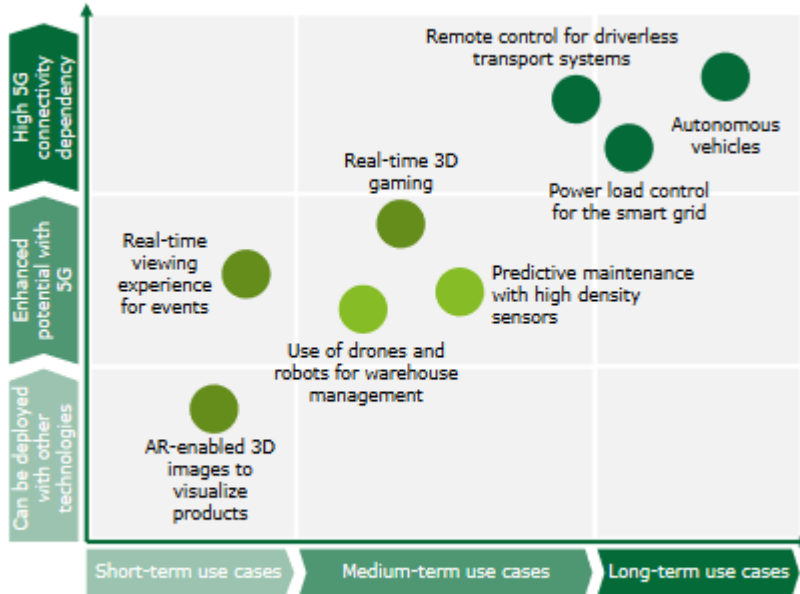 High 5G
connectivity
dependency
Enhanced
potential with
5G
Can be deployed
with other
technologies
Remote control for driverless
transport systems
Autonomous
vehicles
Power load control
for the smart grid
Real-time 3D
gaming
Real-time
viewing
experience
for events
Predictive maintenance
with high density
sensors
Use of drones and
robots for warehouse
management
AR-enabled 3D
images to
visualize
products
Short-term use cases
Medium-term use cases
Long-term use cases